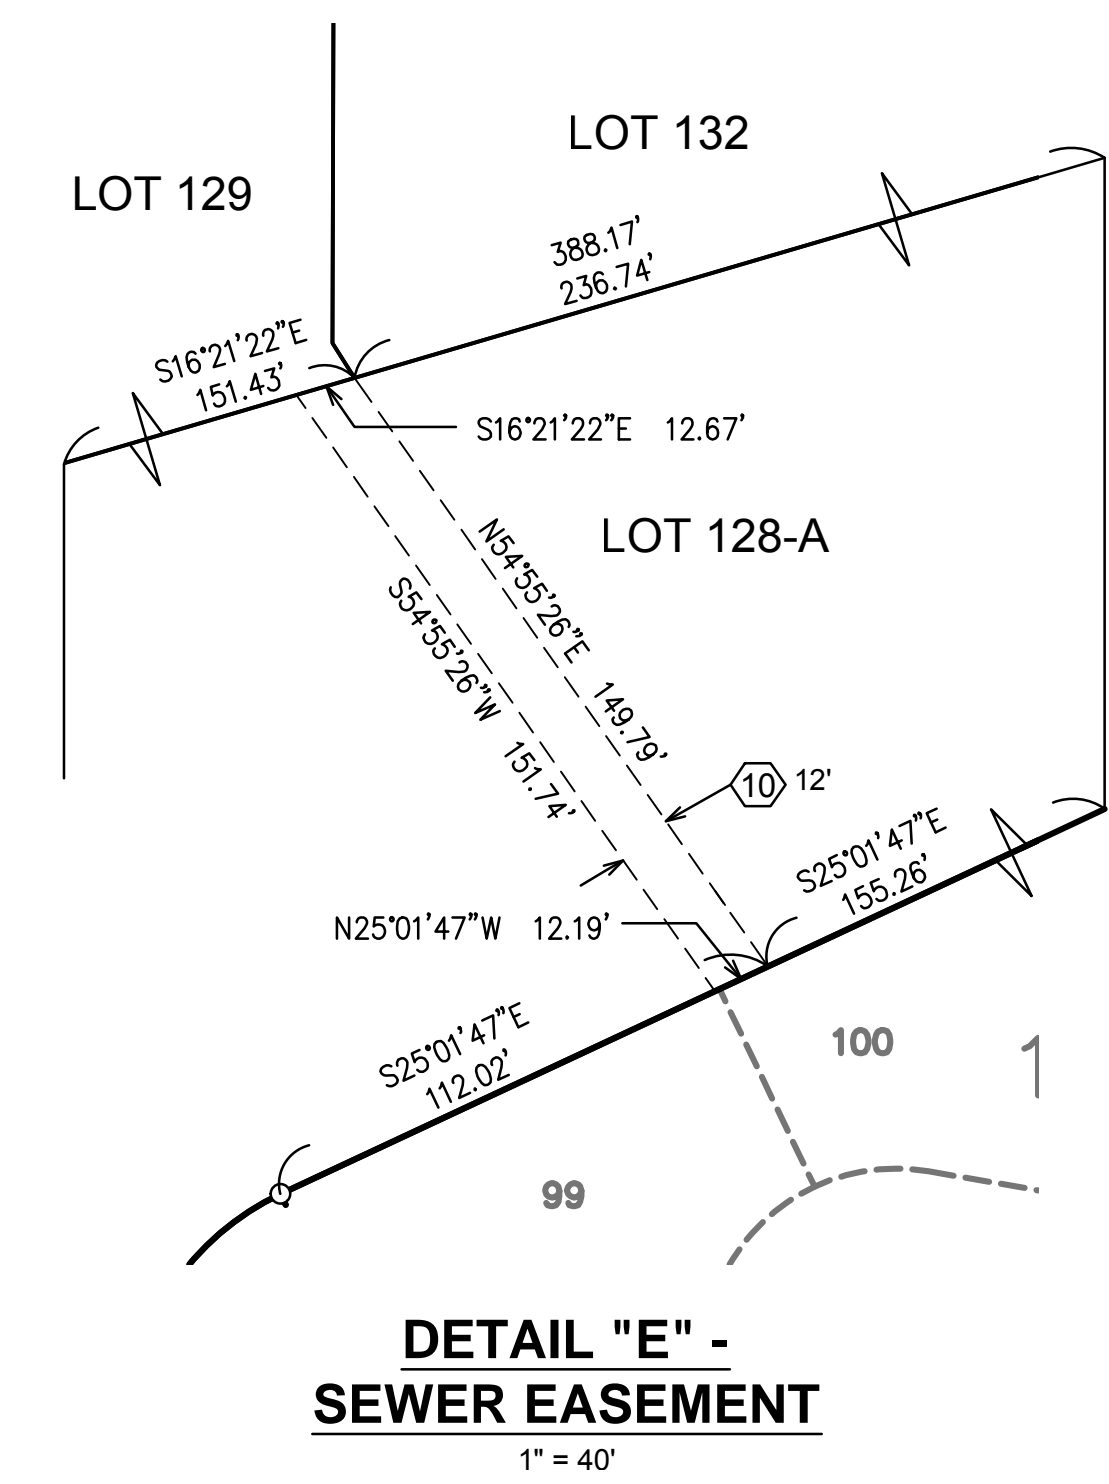 LOT 132
LOT 129
388.17'
236.74'
S16°21'22"E
151.43'
S16°21'22"E 12.67'
LOT 128-A
N54°55'26"E 149.79'
S54°55'26"W 151.74'
10 12'
S25°01'47"E
155.26'
N25°01'47"W 12.19'
S25°01'47"E
112.02'
100
1
99
DETAIL "E" -
SEWER EASEMENT
1" = 40'